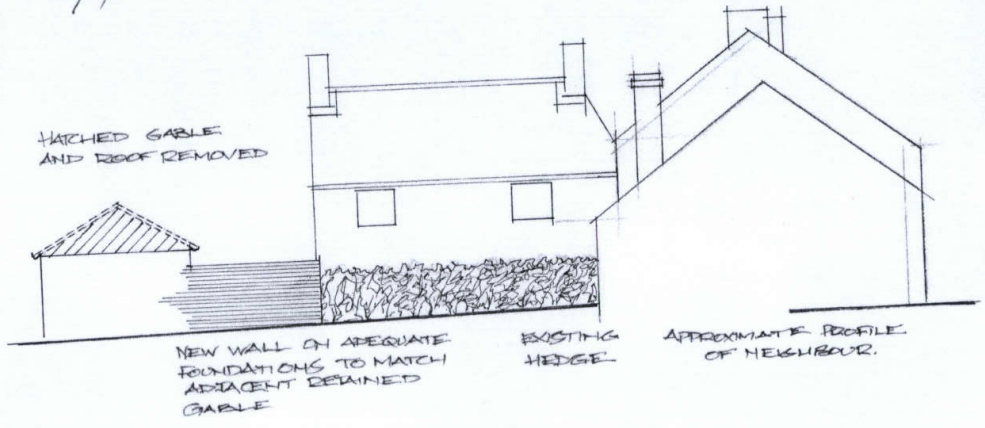 HATCHED GABLE
AND ROOF REMOVED
NEW WALL ON ADEQUATE
FOUNDATIONS TO MATCH
ADJACENT RETAINED
GABLE
EXISTING
HEDGE
APPROXIMATE PROFILE
OF NEIGHBOUR.